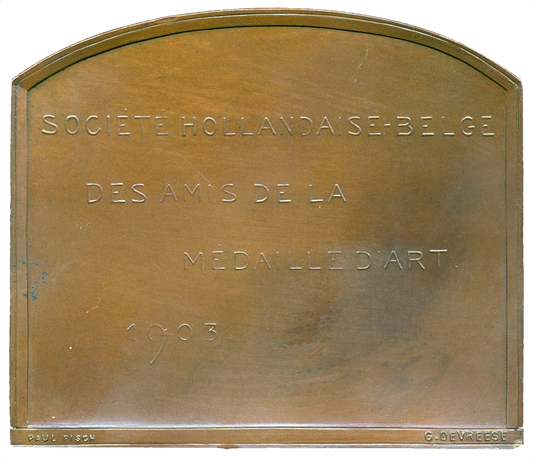 SOCIÉTÉ HOLLANDAISE-BELGE
DES AMIS DE LA
MÉDAILLE D'ART
1903
PAUL FISCH
G. DEVREESE